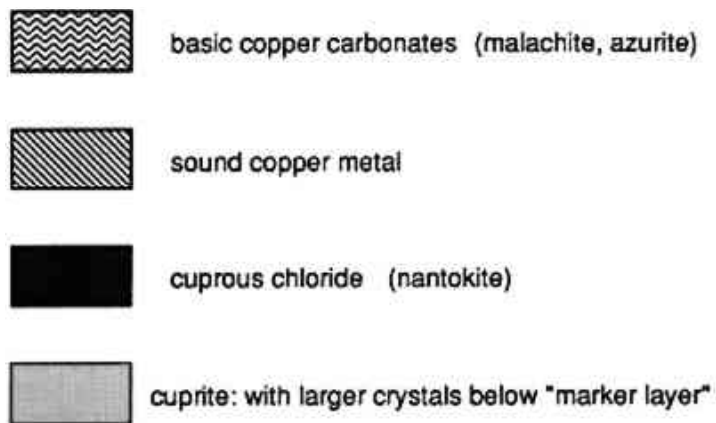 basic copper carbonates (malachite, azurite)
sound copper metal
cuprous chloride (nantokite)
cuprite: with larger crystals below "marker layer"